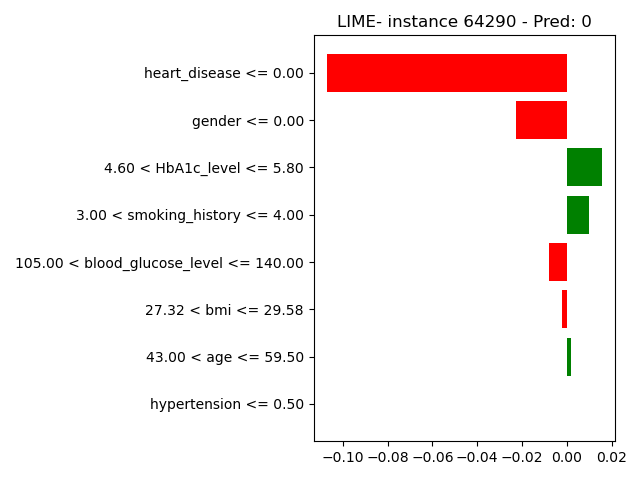 LIME- instance 64290 - Pred: 0
heart_disease <= 0.00
gender <= 0.00
4.60 < HbA1c_level <= 5.80
3.00 < smoking_history <= 4.00
105.00 < blood_glucose_level <= 140.00
27.32 < bmi <= 29.58
43.00 < age <= 59.50
hypertension <= 0.50
−0.10 −0.08 −0.06 −0.04 −0.02 0.00 0.02